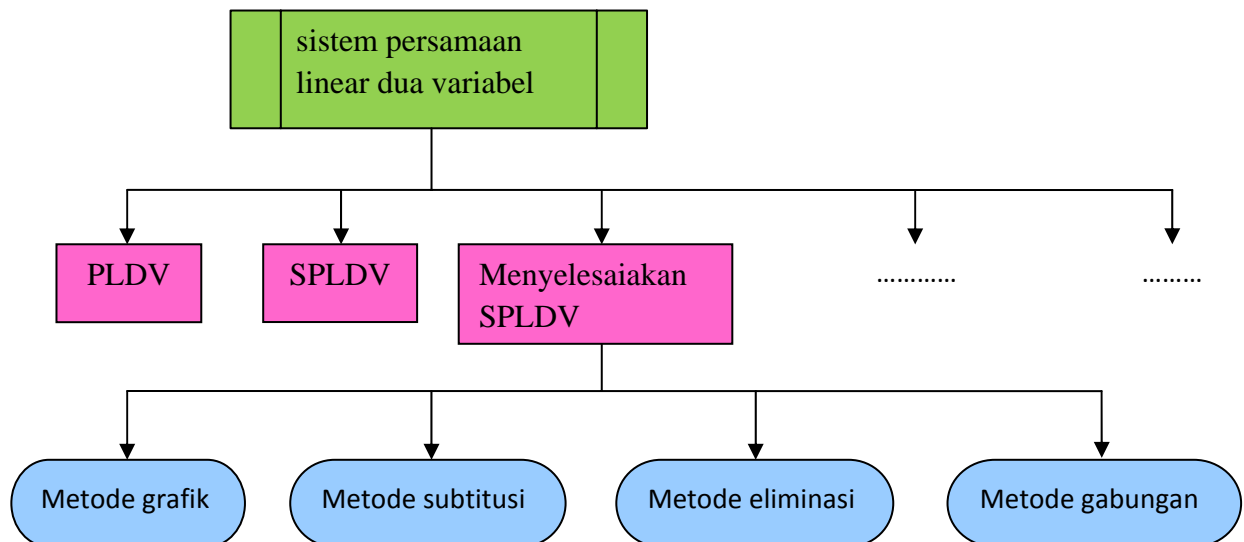 sistem persamaan
linear dua variabel
PLDV
SPLDV
Menyelesaiakan
SPLDV
…………
………
Metode grafik
Metode subtitusi
Metode eliminasi
Metode gabungan